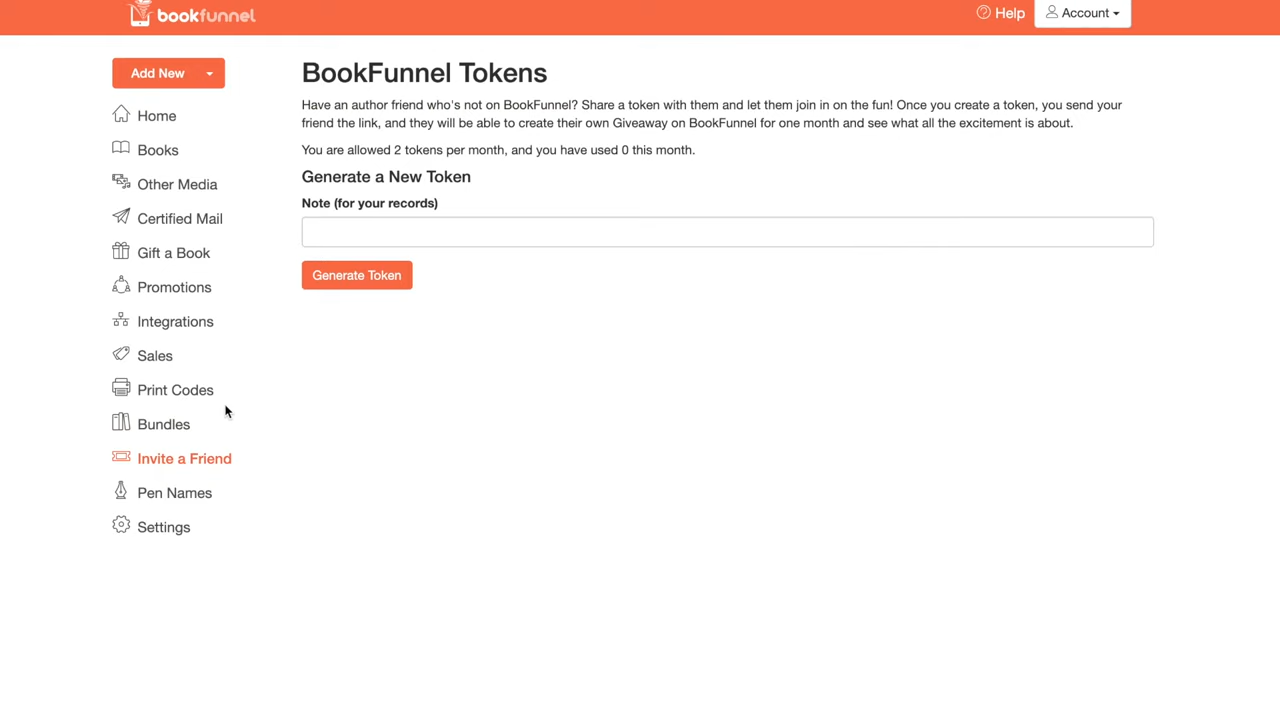 bookfunnel
Help
Account
Add New
Home
Books
Other Media
Certified Mail
Gift a Book
Promotions
Integrations
Sales
Print Codes
Bundles
Invite a Friend
Pen Names
Settings
BookFunnel Tokens
Have an author friend who's not on BookFunnel? Share a token with them and let them join in on the fun! Once you create a token, you send your
friend the link, and they will be able to create their own Giveaway on BookFunnel for one month and see what all the excitement is about.
You are allowed 2 tokens per month, and you have used 0 this month.
Generate a New Token
Note (for your records)
Generate Token